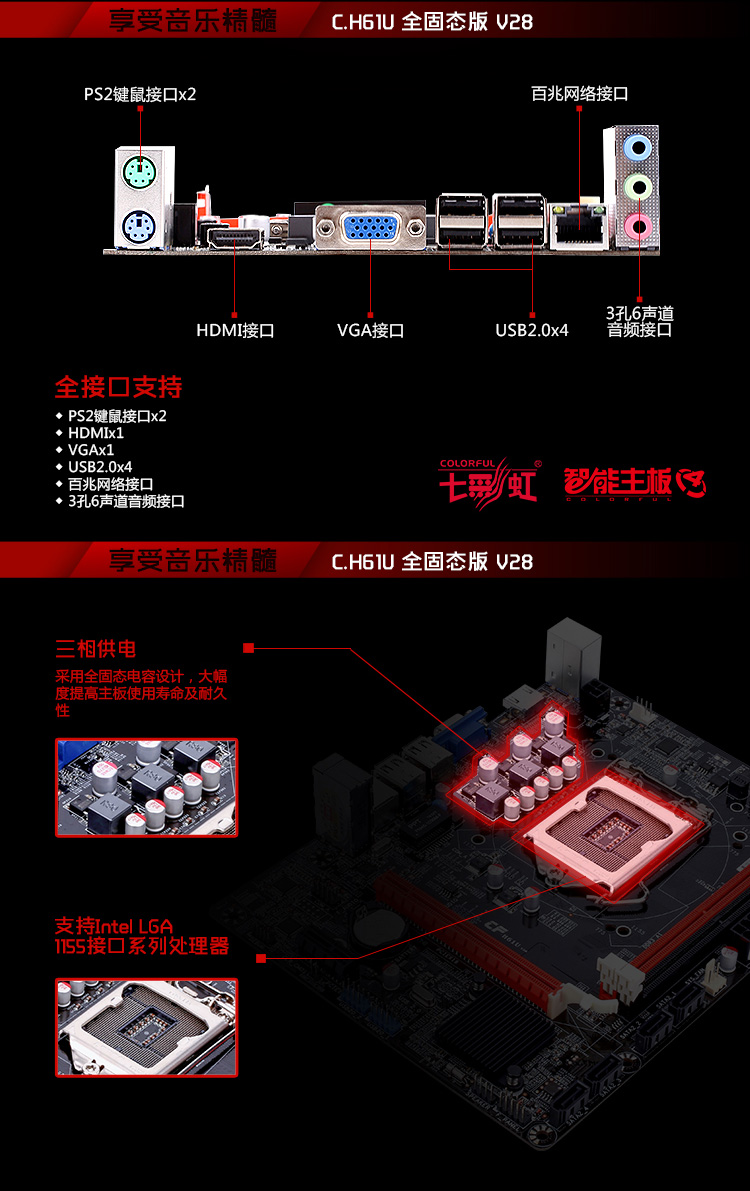 享受音乐精髓
C.H61U 全固态版 V28
PS2键鼠接口x2
百兆网络接口
HDMI接口
VGA接口
USB2.0x4
3孔6声道
音频接口
全接口支持
PS2键鼠接口x2
HDMIx1
VGAx1
USB2.0x4
百兆网络接口
3孔6声道音频接口
COLORFUL
七彩虹
®
智能主板
COLORFUL
享受音乐精髓
C.H61U 全固态版 V28
三相供电
采用全固态电容设计，大幅
度提高主板使用寿命及耐久
性
支持Intel LGA
1155接口系列处理器